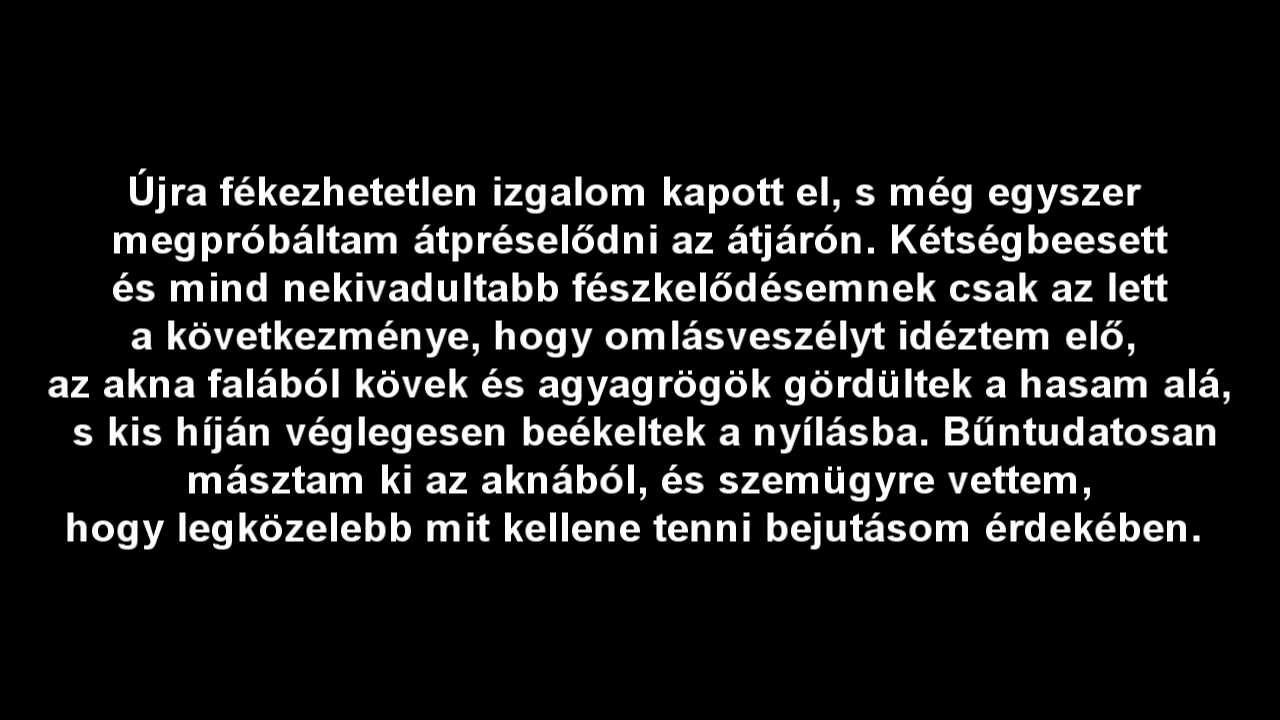 Újra fékezhetetlen izgalom kapott el, s még egyszer
megpróbáltam átpréselődni az átjárón. Kétségbeesett
és mind nekivadultabb fészkelődésemnek csak az lett
a következménye, hogy omlásveszélyt idéztem elő,
az akna falából kövek és agyagrögök gördültek a hasam alá,
s kis híján véglegesen beékeltek a nyílásba. Bűntudatosan
másztam ki az aknából, és szemügyre vettem,
hogy legközelebb mit kellene tenni bejutásom érdekében.